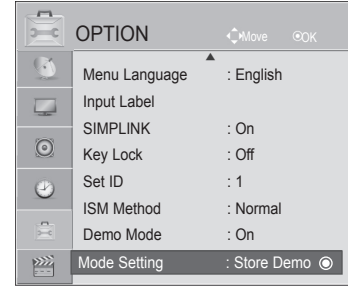 OPTION Move OK
Menu Language : English
Input Label
SIMPLINK : On
Key Lock : Off
Set ID : 1
ISM Method : Normal
Demo Mode : On
Mode Setting : Store Demo